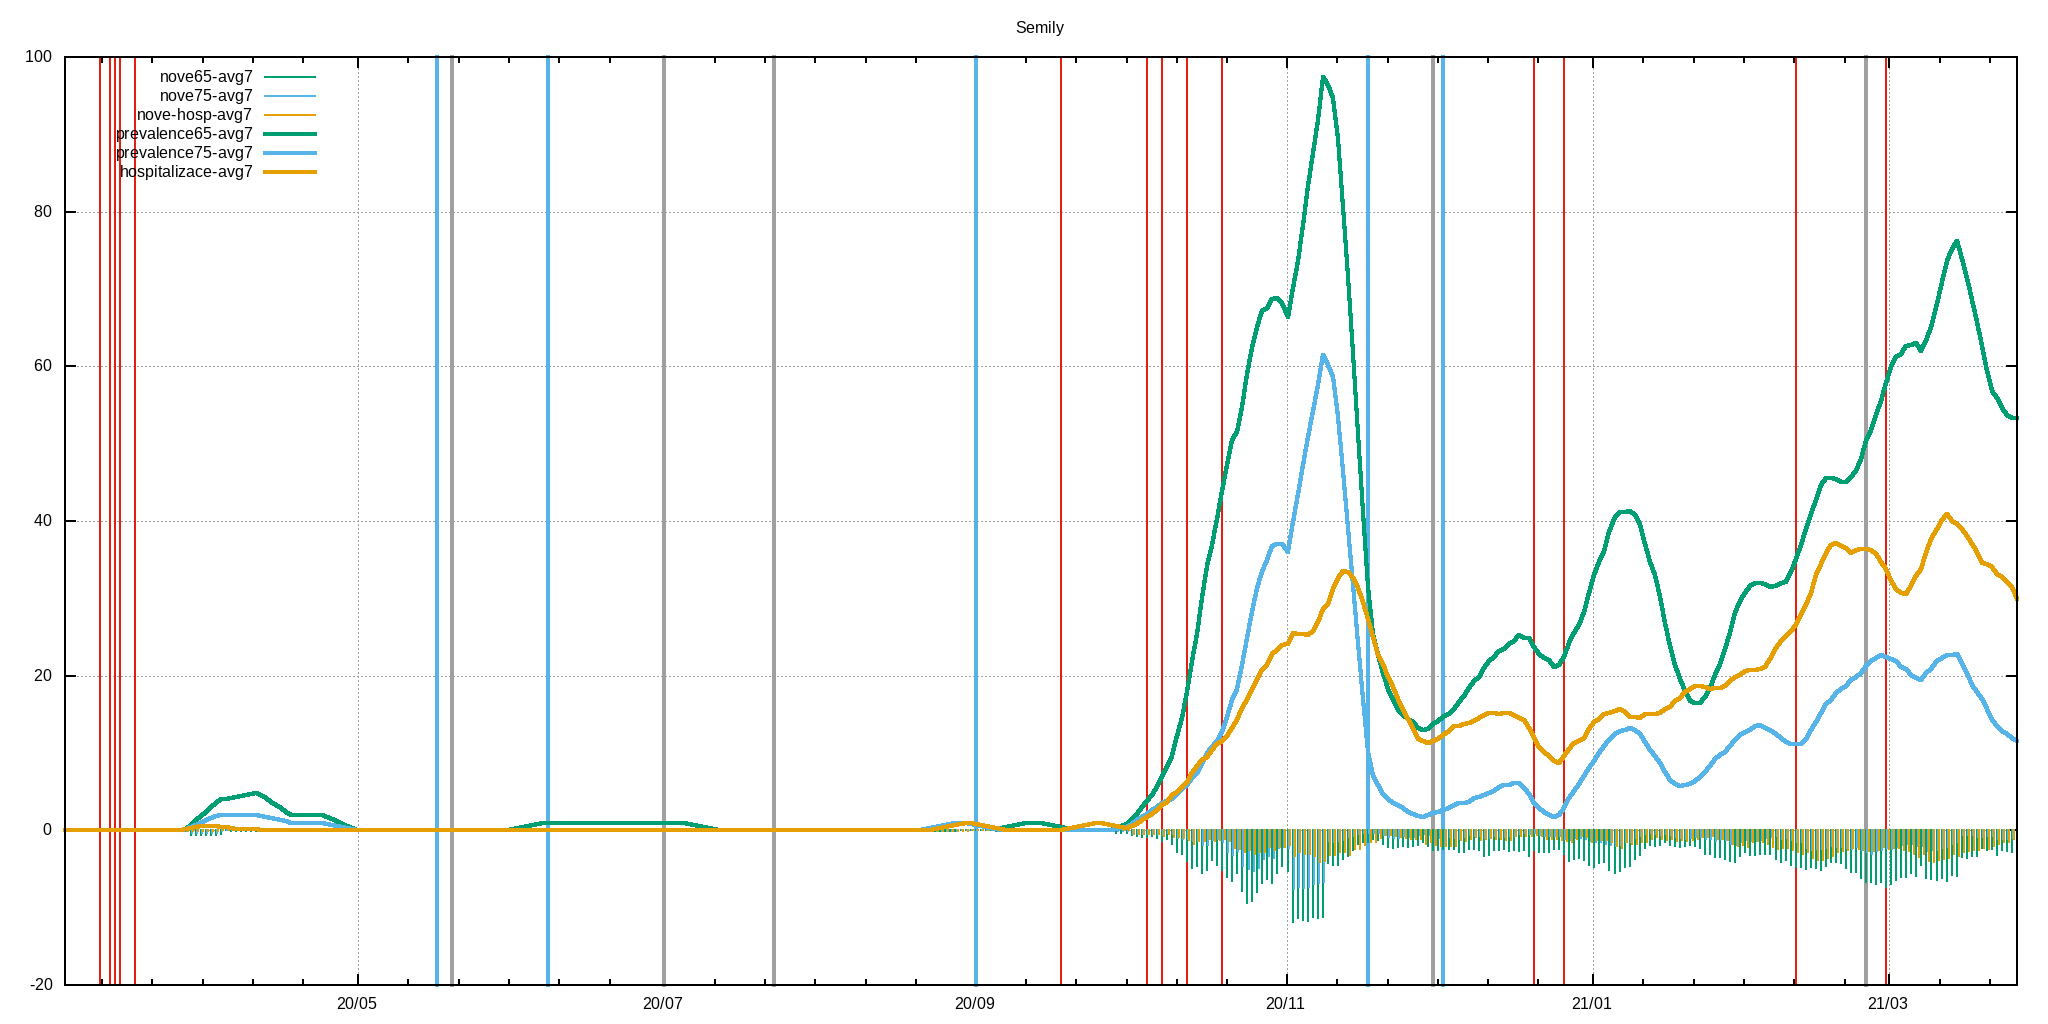 Semily
100
80
60
40
20
0
-20
nove65-avg7
nove75-avg7
nove-hosp-avg7
prevalence65-avg7
prevalence75-avg7
hospitalizace-avg7
20/05
20/07
20/09
20/11
21/01
21/03